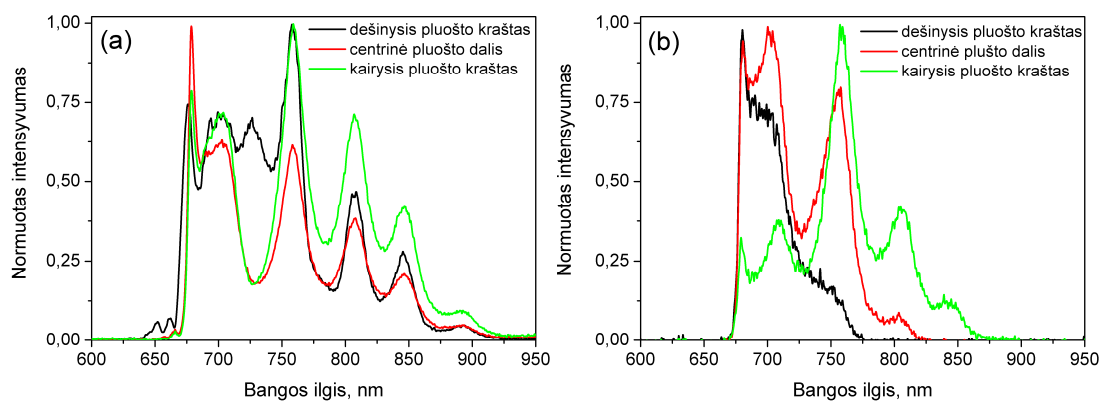 (a)
dešinysis pluošto kraštas
centrinė pluošto dalis
kairysis pluošto kraštas
Normuotas intensyvumas
1,00
0,75
0,50
0,25
0,00
600 650 700 750 800 850 900 950
Bangos ilgis, nm
(b)
dešinysis pluošto kraštas
centrinė plušto dalis
kairysis pluošto kraštas
Normuotas intensyvumas
1,00
0,75
0,50
0,25
0,00
600 650 700 750 800 850 900 950
Bangos ilgis, nm